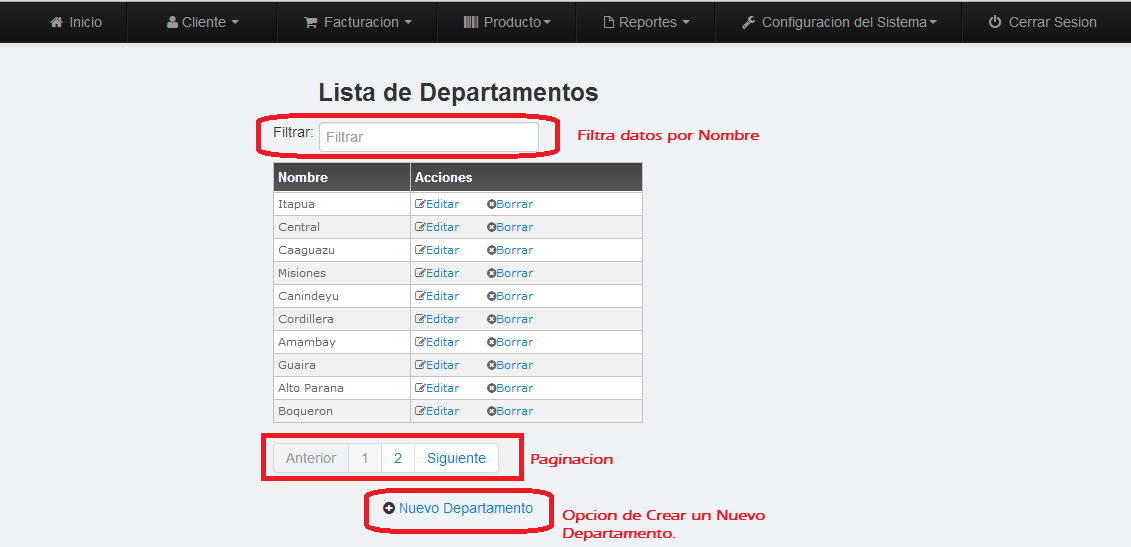 Inicio Cliente Facturacion Producto Reportes Configuracion del Sistema Cerrar Sesion
Lista de Departamentos
Filtrar: Filtrar Filtra datos por Nombre
Nombre Acciones
Itapua Editar Borrar
Central Editar Borrar
Caaguazu Editar Borrar
Misiones Editar Borrar
Canindeyu Editar Borrar
Cordillera Editar Borrar
Amambay Editar Borrar
Guaira Editar Borrar
Alto Parana Editar Borrar
Boqueron Editar Borrar
Anterior 1 2 Siguiente Paginacion
Nuevo Departamento Opcion de Crear un Nuevo
Departamento.